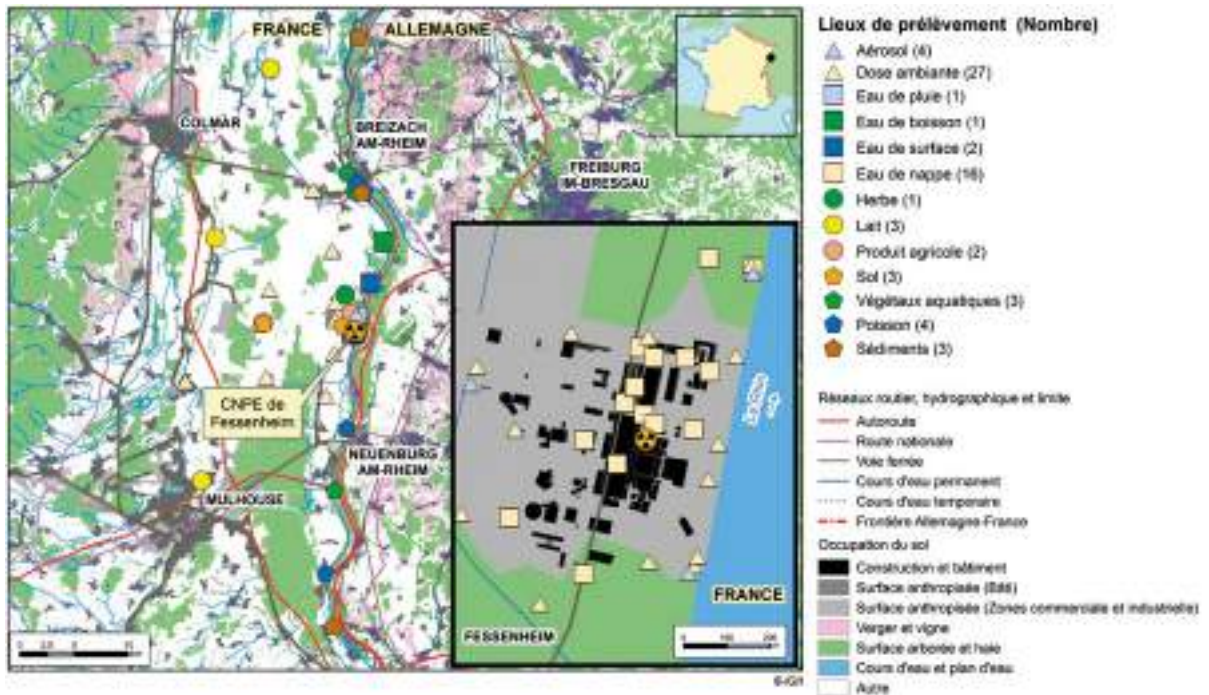 FRANCE
ALLEMAGNE
COLMAR
BREIZACH
AM-RHEIM
FREIBURG
IM-BRESGAU
CNPE de
Fessenheim
NEUENBURG
AM-RHEIM
MULHOUSE
FESSENHEIM
FRANCE
Lieux de prélèvement (Nombre)
Aérosol (4)
Dose ambiante (27)
Eau de pluie (1)
Eau de boisson (1)
Eau de surface (2)
Eau de nappe (16)
Herbe (1)
Lait (3)
Produit agricole (2)
Sol (3)
Végétaux aquatiques (3)
Poisson (4)
Sédiments (3)
Réseaux routier, hydrographique et limite
Autoroute
Route nationale
Voie ferrée
Cours d'eau permanent
Cours d'eau temporaire
Frontière Allemagne-France
Occupation du sol
Construction et bâtiment
Surface anthropisée (Bâti)
Surface anthropisée (Zones commerciale et industrielle)
Verger et vigne
Surface arborée et haie
Cours d'eau et plan d'eau
Autre